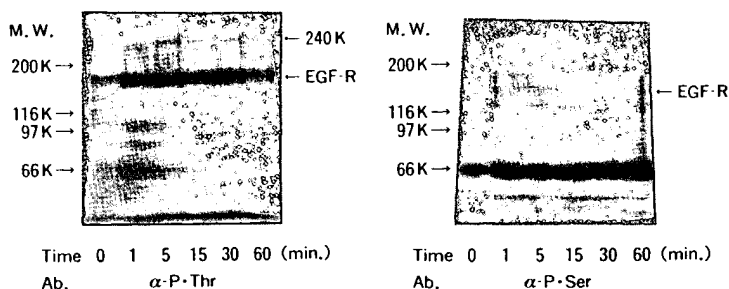 M.W.
200K→
116K→
97K→
66K→
←240K
←EGF-R
Time 0 1 5 15 30 60 (min.)
Ab. α-P·Thr
M.W.
200K→
116K→
97K→
66K→
←EGF-R
Time 0 1 5 15 30 60 (min.)
Ab. α-P·Ser